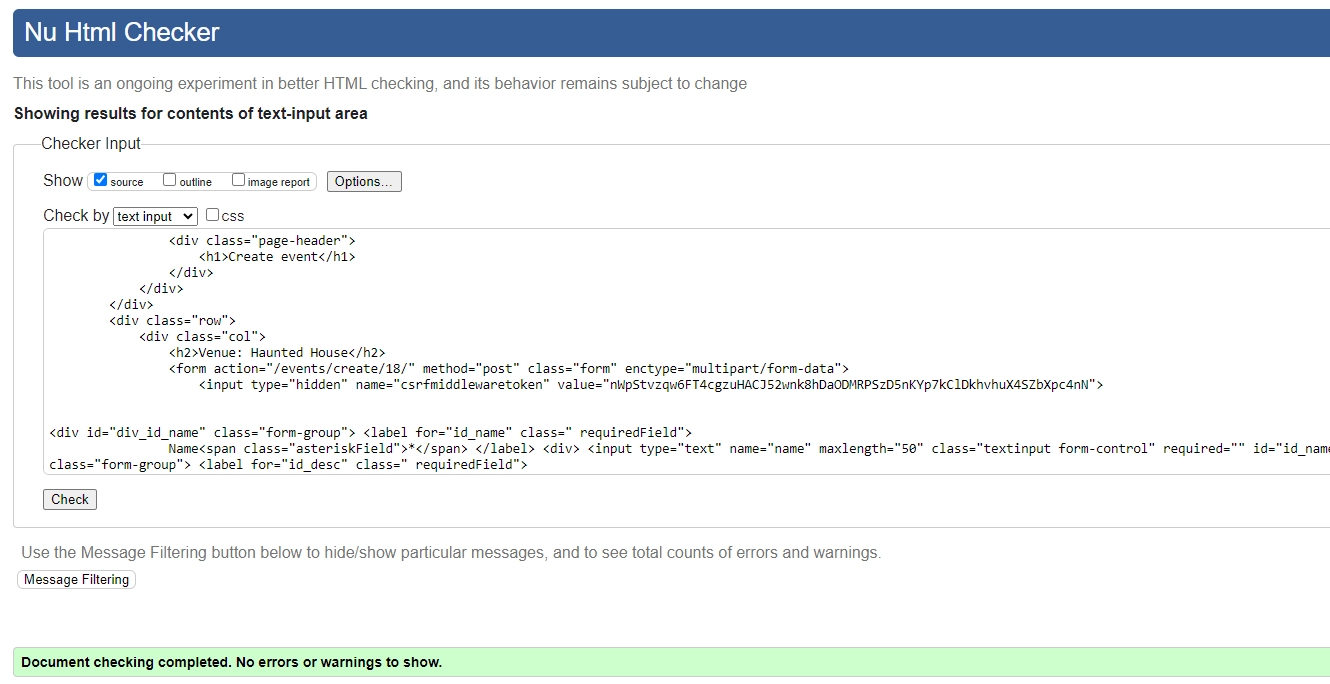 Nu Html Checker
This tool is an ongoing experiment in better HTML checking, and its behavior remains subject to change
Showing results for contents of text-input area
Checker Input
Show source outline image report Options...
Check by text input css
<div class="page-header">
<h1>Create event</h1>
</div>
</div>
</div>
<div class="row">
<div class="col">
<h2>Venue: Haunted House</h2>
<form action="/events/create/18/" method="post" class="form" enctype="multipart/form-data">
<input type="hidden" name="csrfmiddlewaretoken" value="nWpStvzqw6FT4cgzuHACJ52wnk8hDaODMRPSzD5nKYp7kClDkhvhuX4SZbXpc4nN">
<div id="div_id_name" class="form-group"> <label for="id_name" class=" requiredField">
Name<span class="asteriskField">*</span> </label> <div> <input type="text" name="name" maxlength="50" class="textinput form-control" required="" id="id_name
class="form-group"> <label for="id_desc" class=" requiredField">
Check
Use the Message Filtering button below to hide/show particular messages, and to see total counts of errors and warnings.
Message Filtering
Document checking completed. No errors or warnings to show.